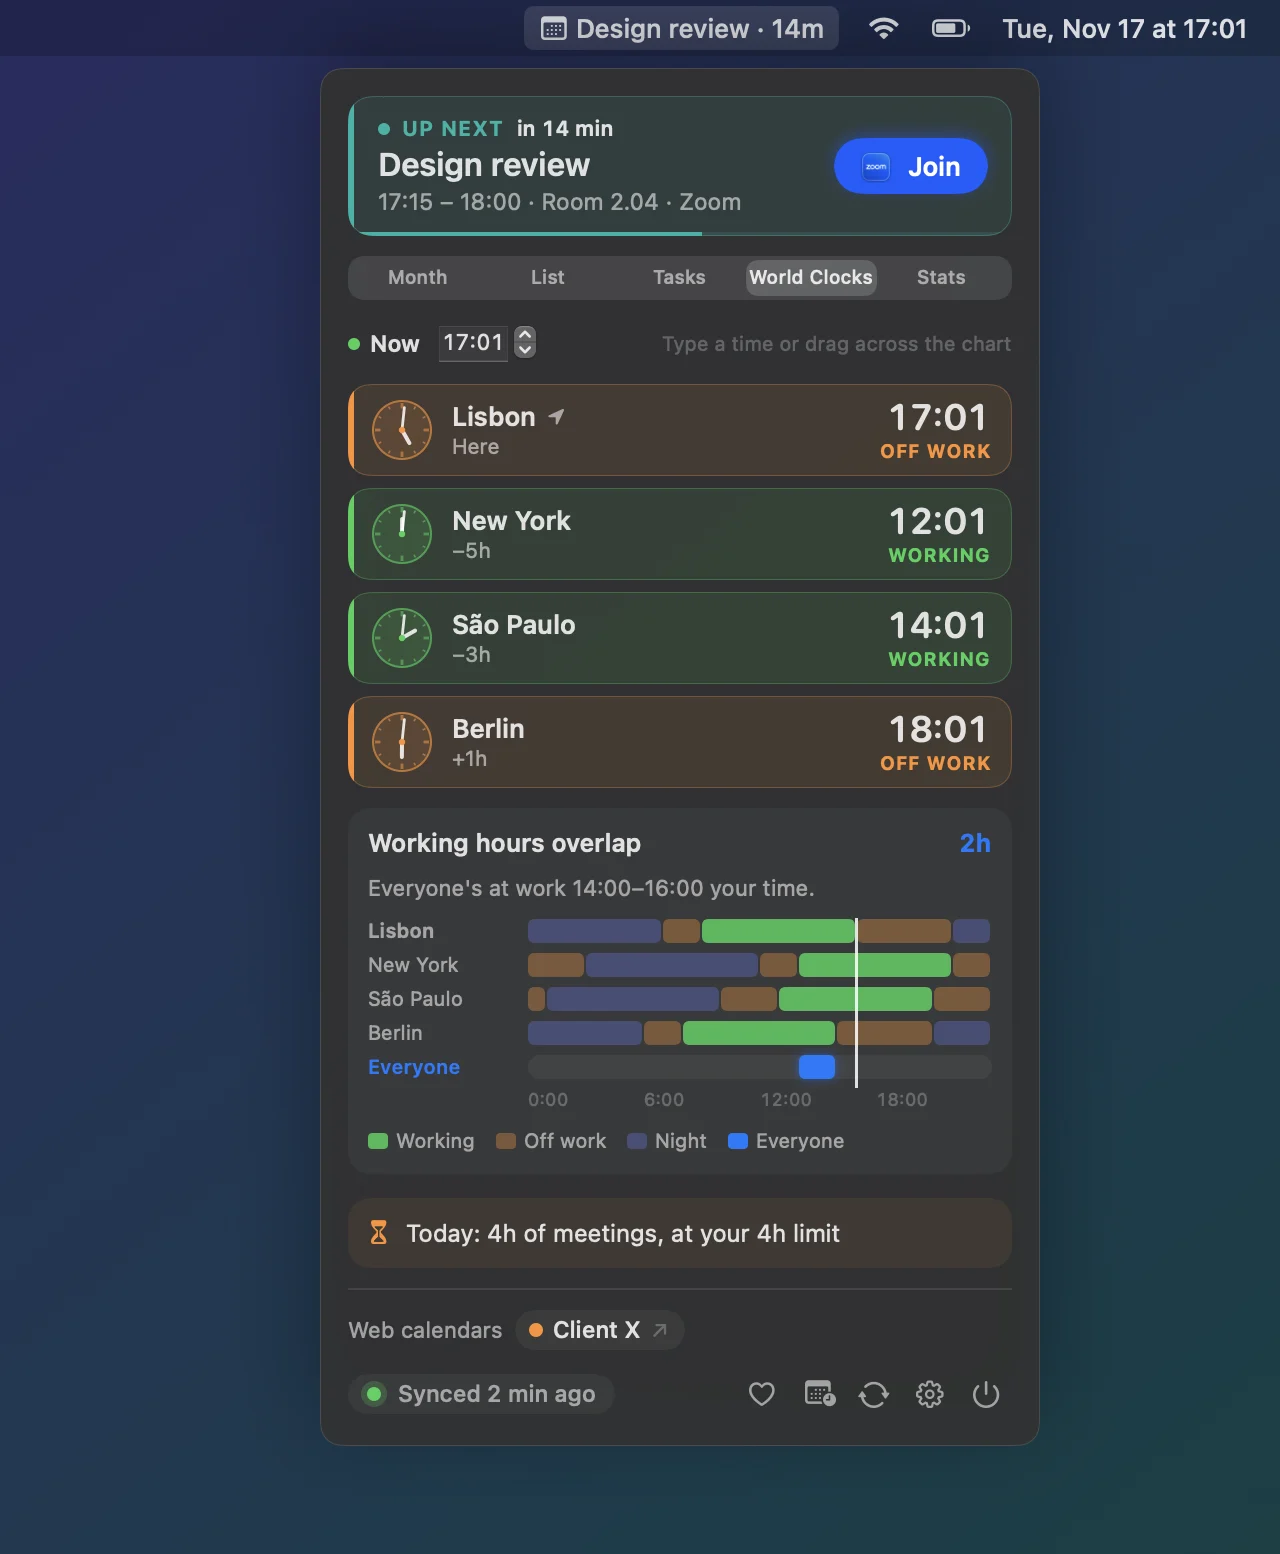 Design review · 14m
Tue, Nov 17 at 17:01
UP NEXT in 14 min
Design review
17:15 – 18:00 · Room 2.04 · Zoom
zoom
Join
Month List Tasks World Clocks Stats
Now 17:01
Type a time or drag across the chart
Lisbon
Here
17:01
OFF WORK
New York
–5h
12:01
WORKING
São Paulo
–3h
14:01
WORKING
Berlin
+1h
18:01
OFF WORK
Working hours overlap
2h
Everyone's at work 14:00–16:00 your time.
Lisbon
New York
São Paulo
Berlin
Everyone
0:00 6:00 12:00 18:00
Working Off work Night Everyone
Today: 4h of meetings, at your 4h limit
Web calendars Client X
Synced 2 min ago